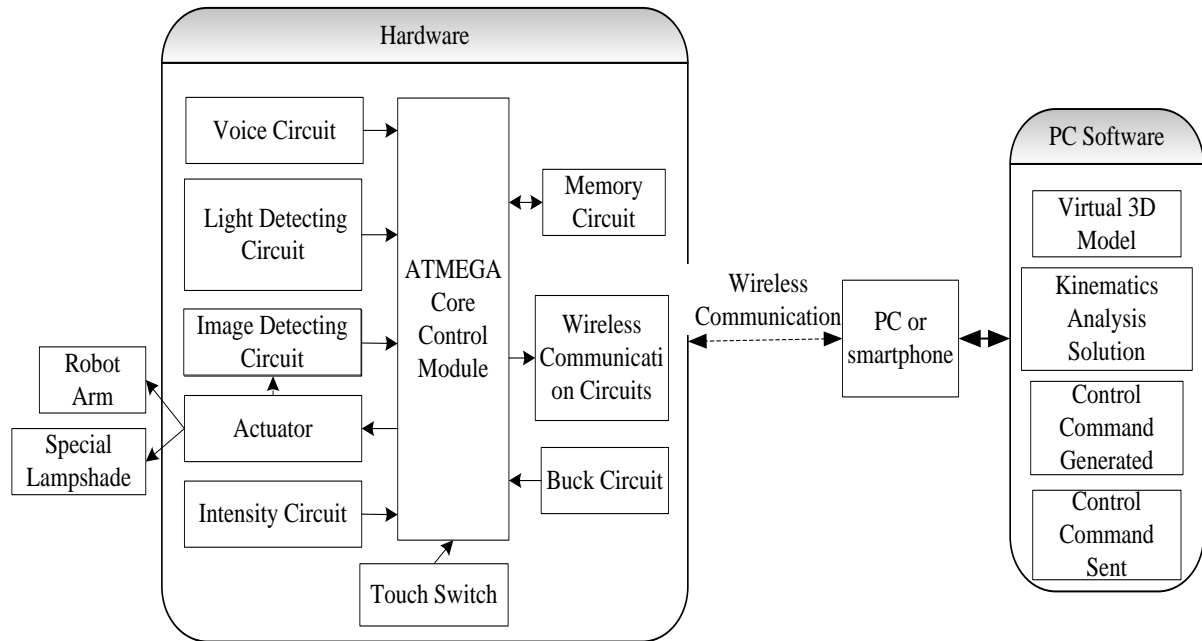 Hardware
Voice Circuit
Light Detecting
Circuit
Image Detecting
Circuit
Robot
Arm
Actuator
Special
Lampshade
Intensity Circuit
ATMEGA
Core
Control
Module
Touch Switch
Memory
Circuit
Wireless
Communicati
on Circuits
Buck Circuit
Wireless
Communication
PC or
smartphone
PC Software
Virtual 3D
Model
Kinematics
Analysis
Solution
Control
Command
Generated
Control
Command
Sent